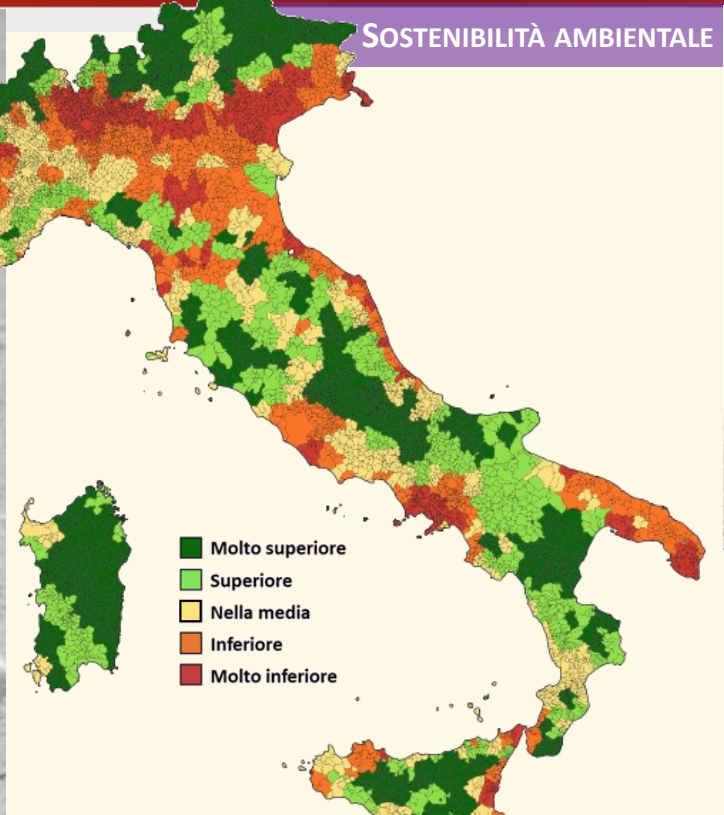 SOSTENIBILITÀ AMBIENTALE
Molto superiore
Superiore
Nella media
Inferiore
Molto inferiore